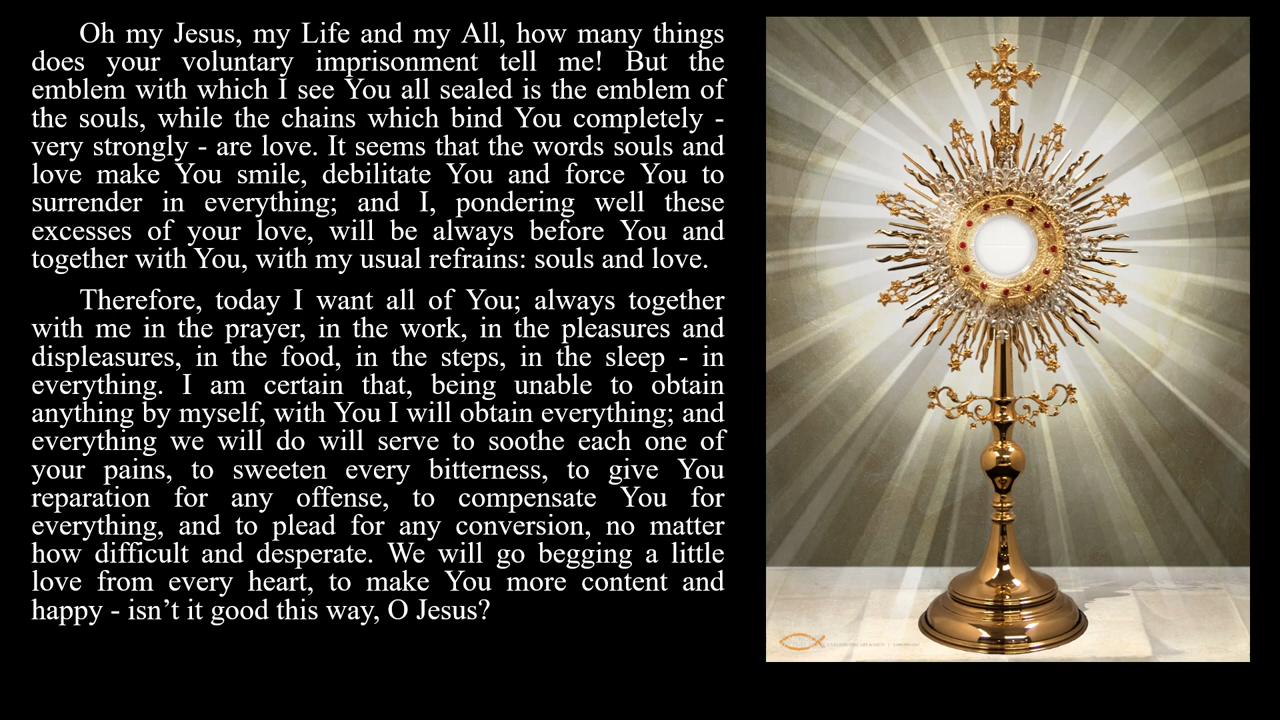 Oh my Jesus, my Life and my All, how many things
does your voluntary imprisonment tell me! But the
emblem with which I see You all sealed is the emblem of
the souls, while the chains which bind You completely -
very strongly - are love. It seems that the words souls and
love make You smile, debilitate You and force You to
surrender in everything; and I, pondering well these
excesses of your love, will be always before You and
together with You, with my usual refrains: souls and love.
Therefore, today I want all of You; always together
with me in the prayer, in the work, in the pleasures and
displeasures, in the food, in the steps, in the sleep - in
everything. I am certain that, being unable to obtain
anything by myself, with You I will obtain everything; and
everything we will do will serve to soothe each one of
your pains, to sweeten every bitterness, to give You
reparation for any offense, to compensate You for
everything, and to plead for any conversion, no matter
how difficult and desperate. We will go begging a little
love from every heart, to make You more content and
happy - isn’t it good this way, O Jesus?